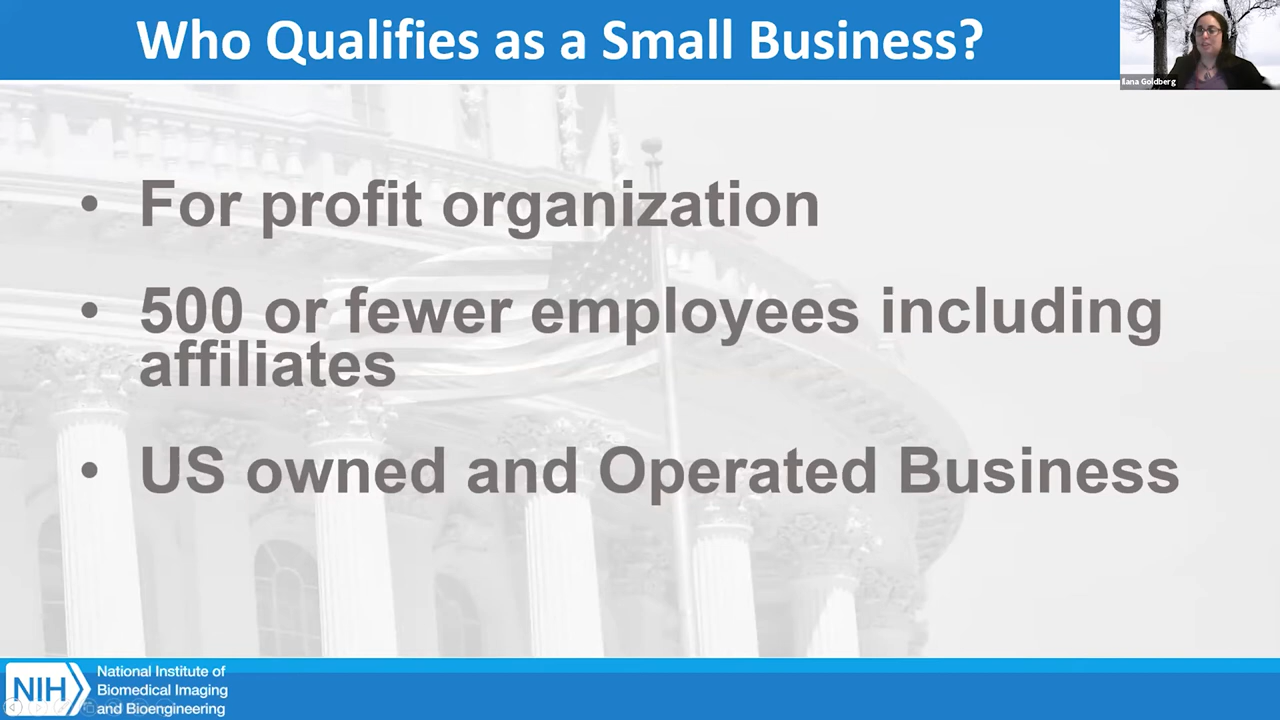 Who Qualifies as a Small Business?
Ilana Goldberg
• For profit organization
• 500 or fewer employees including
affiliates
• US owned and Operated Business
NIH
National Institute of
Biomedical Imaging
and Bioengineering